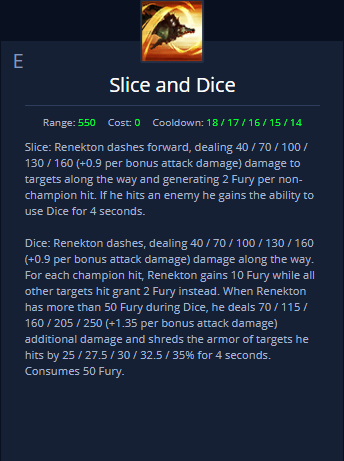 E
Slice and Dice
Range: 550 Cost: 0 Cooldown: 18 / 17 / 16 / 15 / 14
Slice: Renekton dashes forward, dealing 40 / 70 / 100 /
130 / 160 (+0.9 per bonus attack damage) damage to
targets along the way and generating 2 Fury per non-
champion hit. If he hits an enemy he gains the ability to
use Dice for 4 seconds.
Dice: Renekton dashes, dealing 40 / 70 / 100 / 130 / 160
(+0.9 per bonus attack damage) damage along the way.
For each champion hit, Renekton gains 10 Fury while all
other targets hit grant 2 Fury instead. When Renekton
has more than 50 Fury during Dice, he deals 70 / 115 /
160 / 205 / 250 (+1.35 per bonus attack damage)
additional damage and shreds the armor of targets he
hits by 25 / 27.5 / 30 / 32.5 / 35% for 4 seconds.
Consumes 50 Fury.